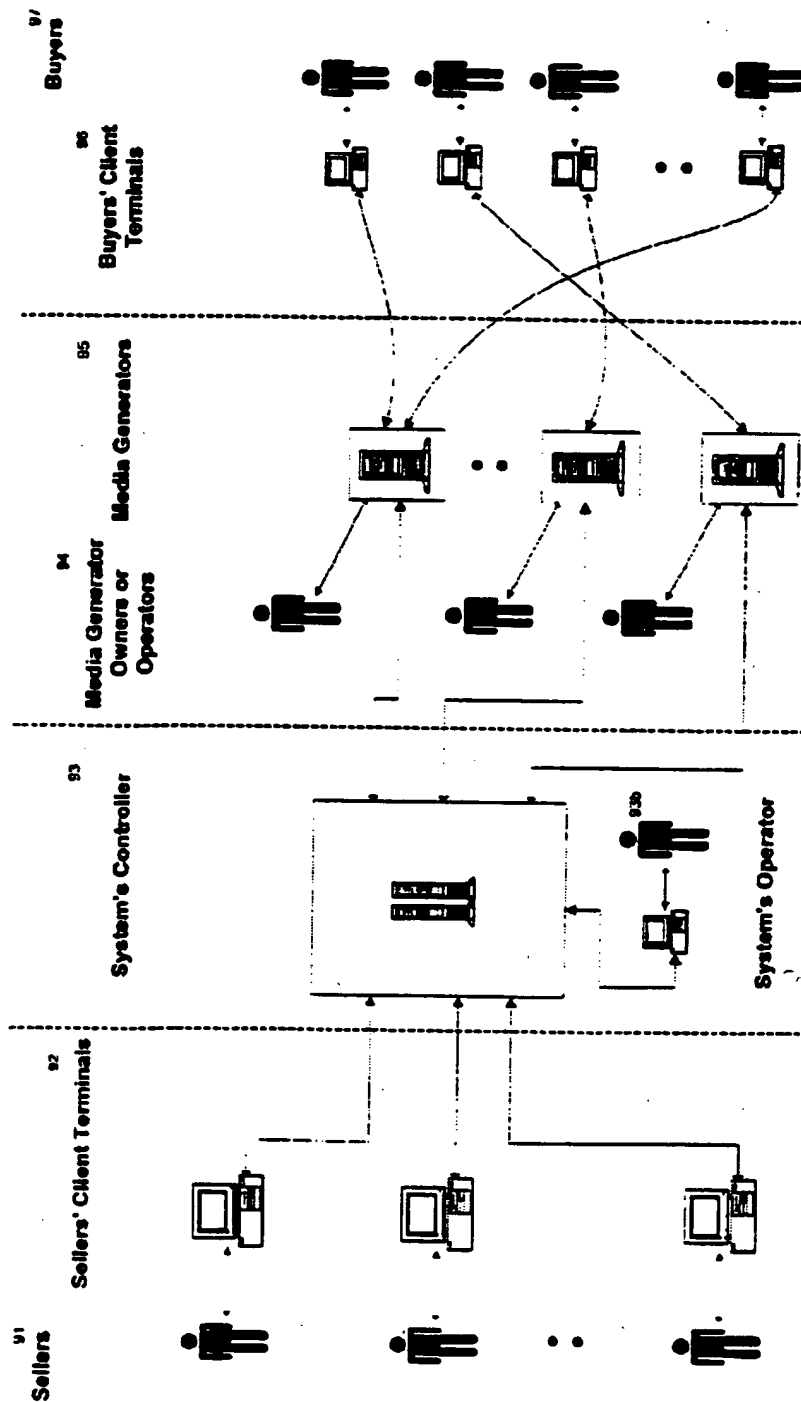 91
Sellers
92
Sellers' Client Terminals
93
System's Controller
93b
System's Operator
94
Media Generator
Owners or
Operators
95
Media Generators
96
Buyers' Client
Terminals
97
Buyers